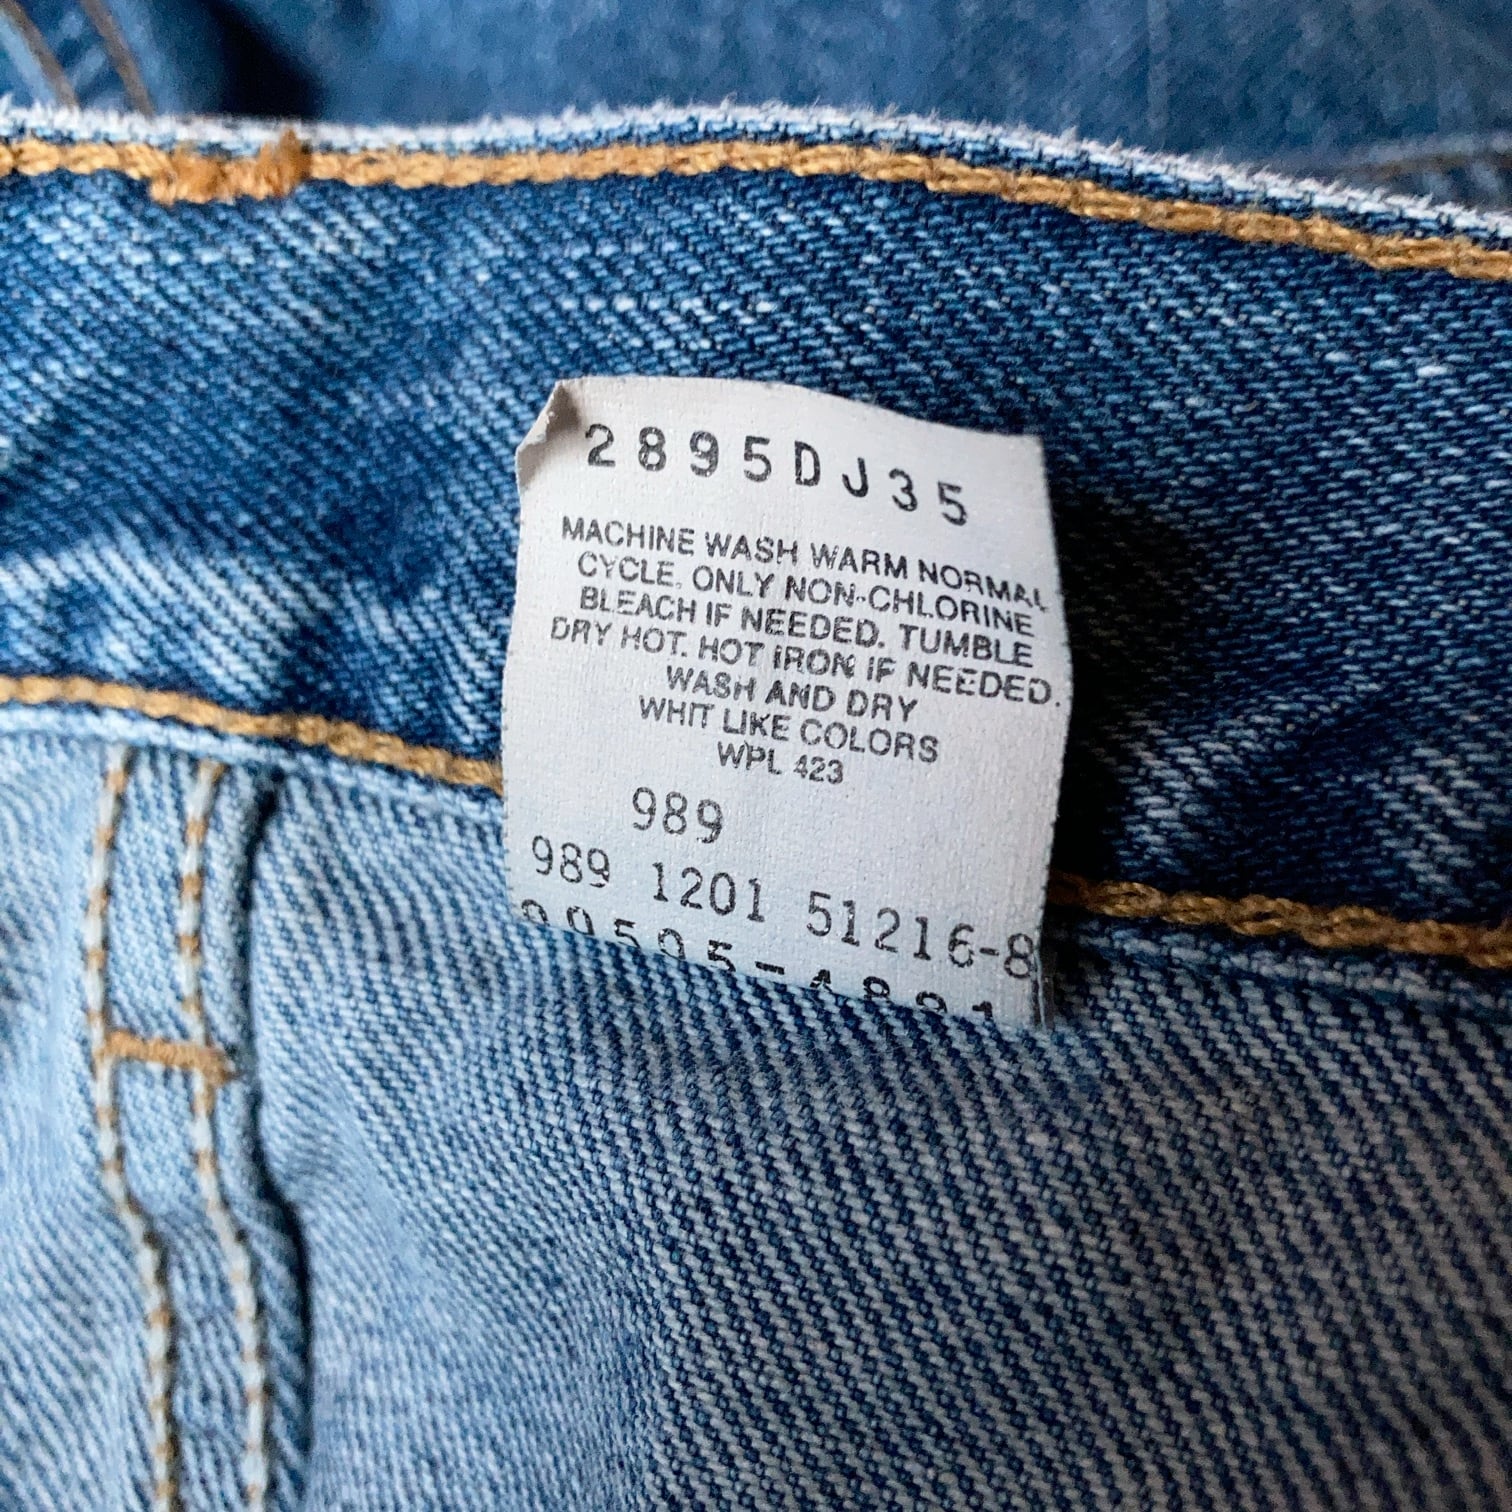 2895DJ35
MACHINE WASH WARM NORMAL
CYCLE. ONLY NON-CHLORINE
BLEACH IF NEEDED. TUMBLE
DRY HOT. HOT IRON IF NEEDED.
WASH AND DRY
WHIT LIKE COLORS
WPL 423
989
989 1201 51216-8